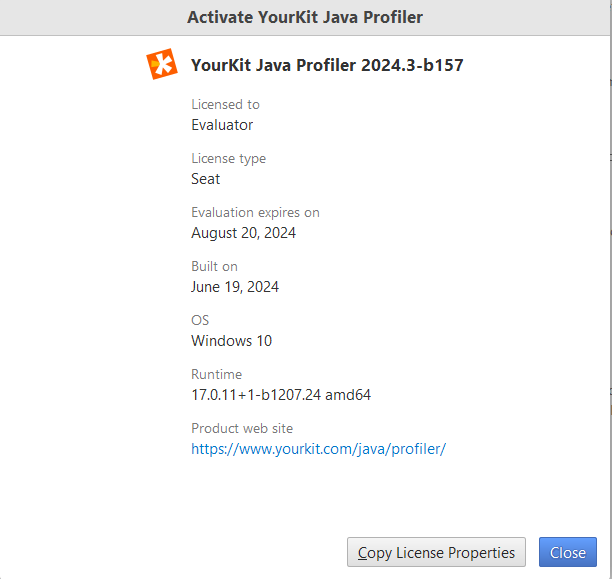 Activate YourKit Java Profiler
YourKit Java Profiler 2024.3-b157
Licensed to
Evaluator
License type
Seat
Evaluation expires on
August 20, 2024
Built on
June 19, 2024
OS
Windows 10
Runtime
17.0.11+1-b1207.24 amd64
Product web site
https://www.yourkit.com/java/profiler/
Copy License Properties
Close